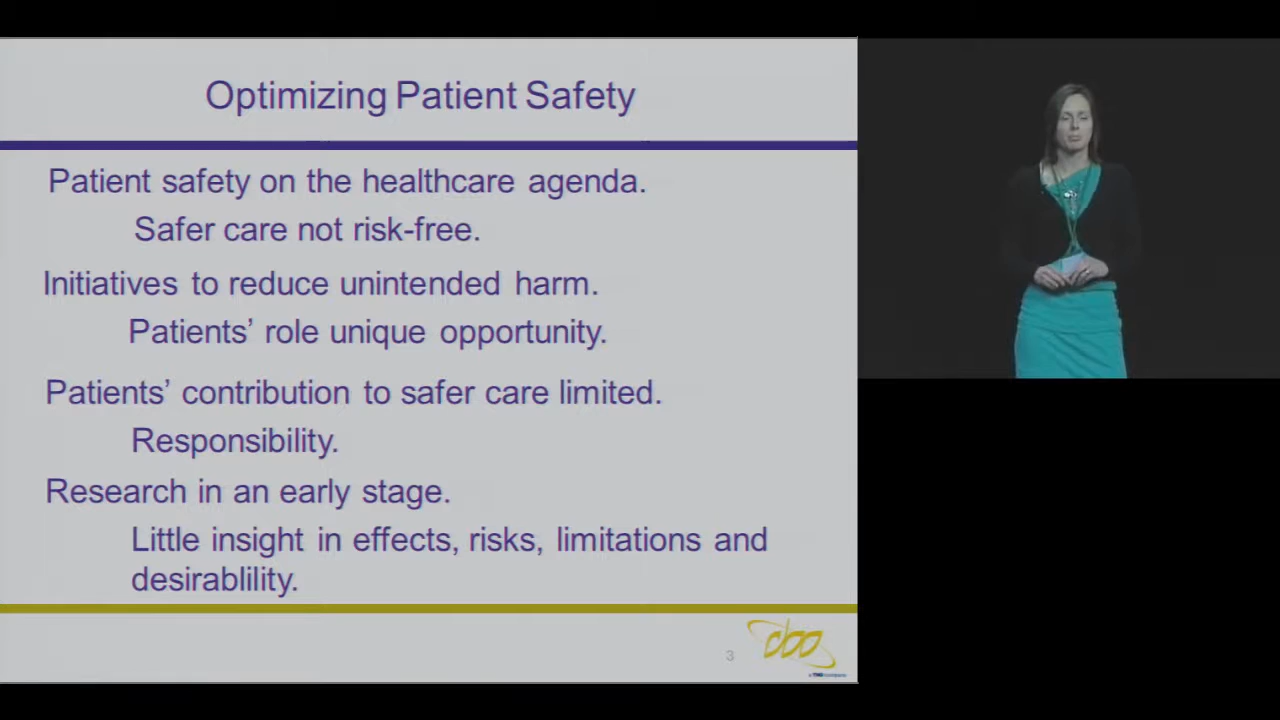 Optimizing Patient Safety
Patient safety on the healthcare agenda.
Safer care not risk-free.
Initiatives to reduce unintended harm.
Patients’ role unique opportunity.
Patients’ contribution to safer care limited.
Responsibility.
Research in an early stage.
Little insight in effects, risks, limitations and
desirablility.
3